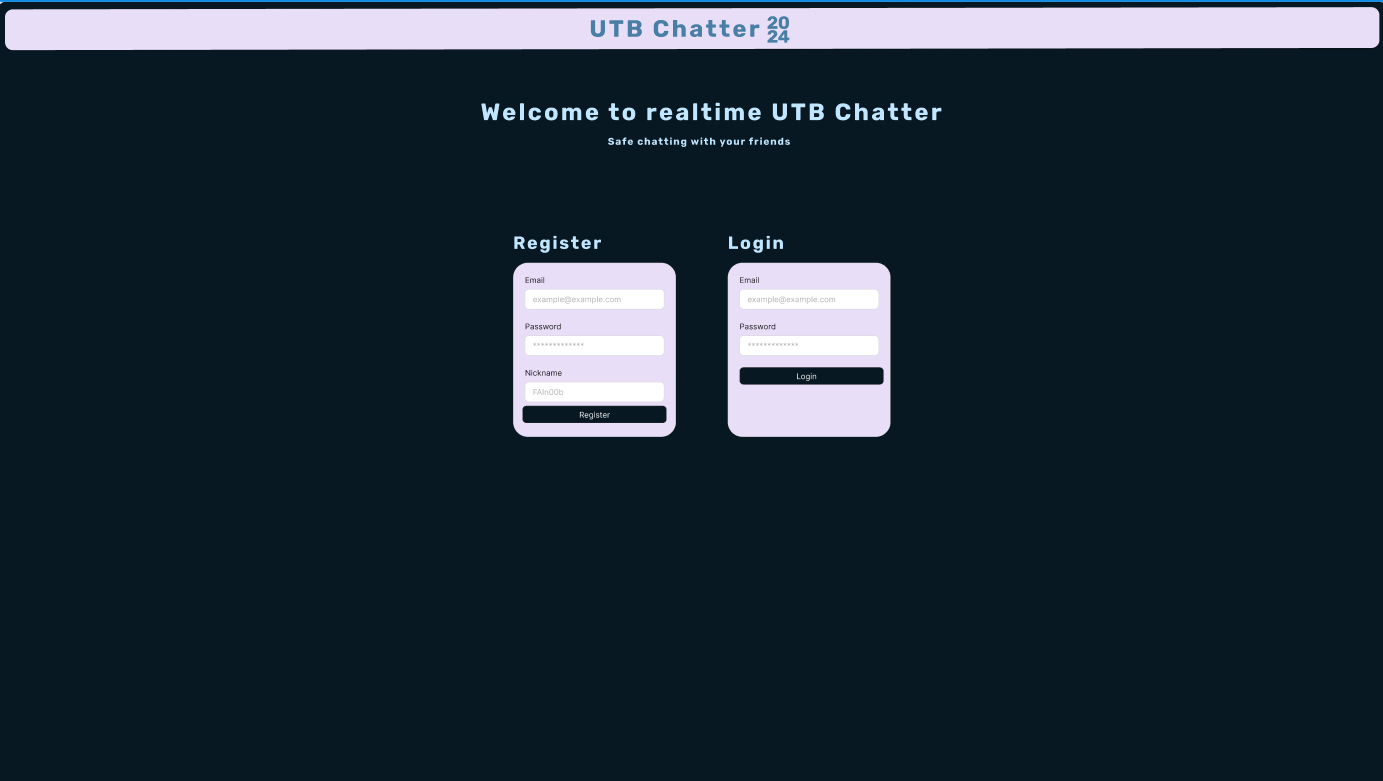 UTB Chatter 20
24
Welcome to realtime UTB Chatter
Safe chatting with your friends
Register
Email
example@example.com
Password
*************
Nickname
FAIn00b
Register
Login
Email
example@example.com
Password
*************
Login